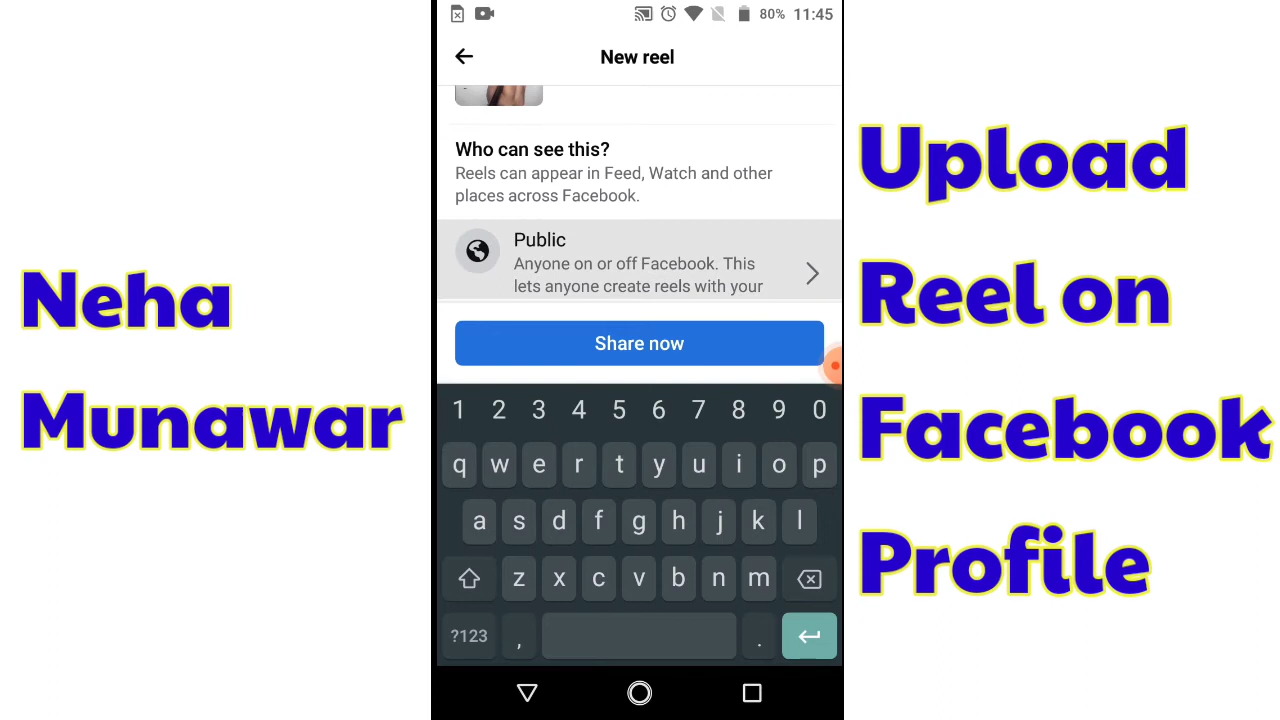 80% 11:45
New reel
Who can see this?
Reels can appear in Feed, Watch and other
places across Facebook.
Public
Anyone on or off Facebook. This
lets anyone create reels with your
Share now
1 2 3 4 5 6 7 8 9 0
q w e r t y u i o p
a s d f g h j k l
z x c v b n m
?123 , .
Neha
Munawar
Upload
Reel on
Facebook
Profile